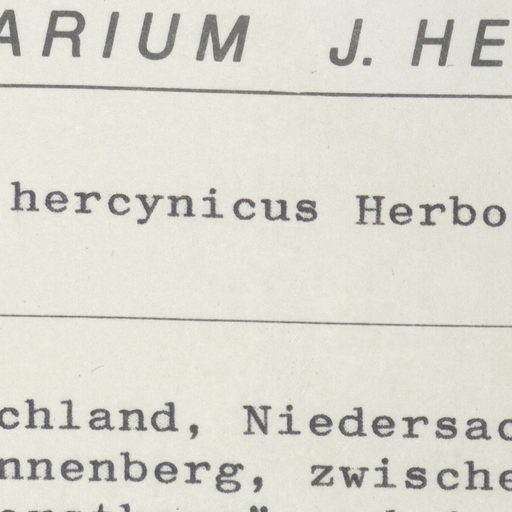 ARIUM J. HE
hercynicus Herbo
chland, Niedersac
nnenberg, zwische